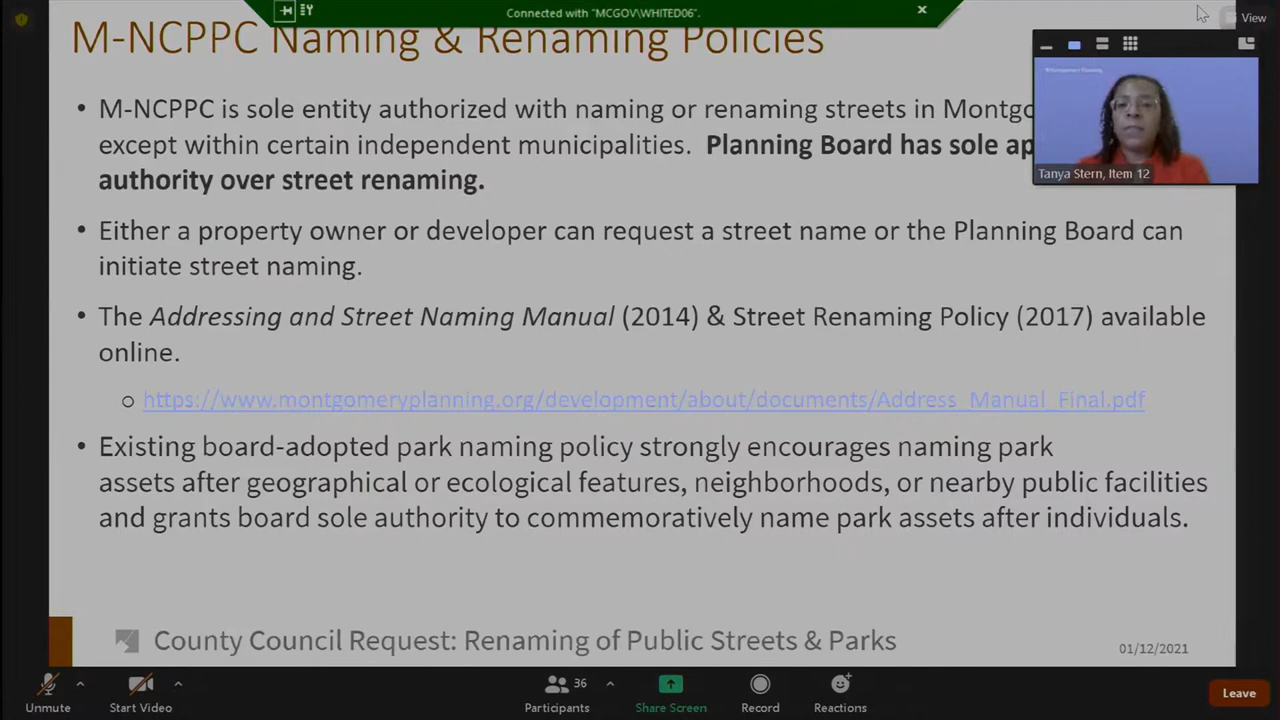 Connected with "MCGOV\WHITED06".
View
M-NCPPC Naming & Renaming Policies
• M-NCPPC is sole entity authorized with naming or renaming streets in Montgo
except within certain independent municipalities. Planning Board has sole ap
authority over street renaming.
Tanya Stern, Item 12
• Either a property owner or developer can request a street name or the Planning Board can
initiate street naming.
• The Addressing and Street Naming Manual (2014) & Street Renaming Policy (2017) available
online.
○ https://www.montgomeryplanning.org/development/about/documents/Address_Manual_Final.pdf
• Existing board-adopted park naming policy strongly encourages naming park
assets after geographical or ecological features, neighborhoods, or nearby public facilities
and grants board sole authority to commemoratively name park assets after individuals.
County Council Request: Renaming of Public Streets & Parks
01/12/2021
Unmute
Start Video
36
Participants
Share Screen
Record
Reactions
Leave